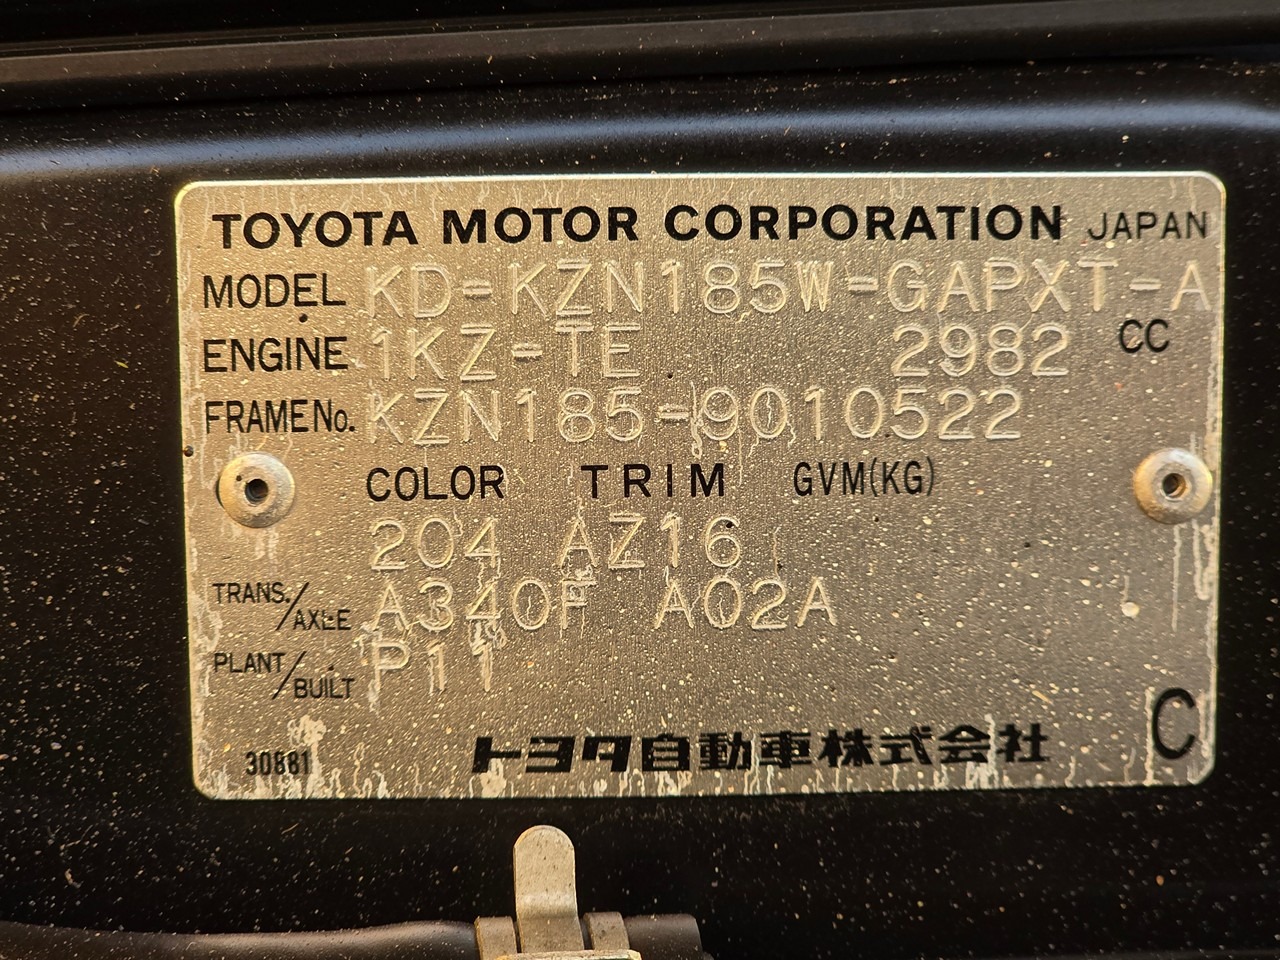 TOYOTA MOTOR CORPORATION JAPAN
MODEL KD-KZN185W-GAPXT-A
ENGINE 1KZ-TE 2982 CC
FRAME No. KZN185-9010522
COLOR TRIM GVM(KG)
204 AZ16
TRANS./AXLE A340F A02A
PLANT/BUILT P11
30881
トヨタ自動車株式会社
C